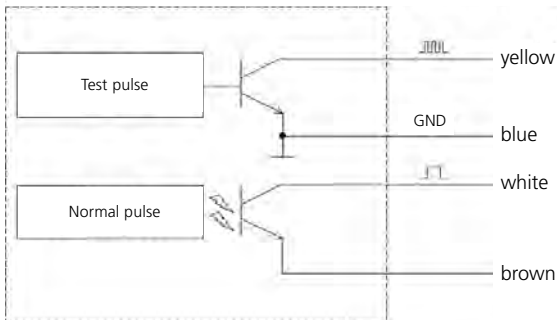 yellow
Test pulse
GND
blue
white
Normal pulse
brown